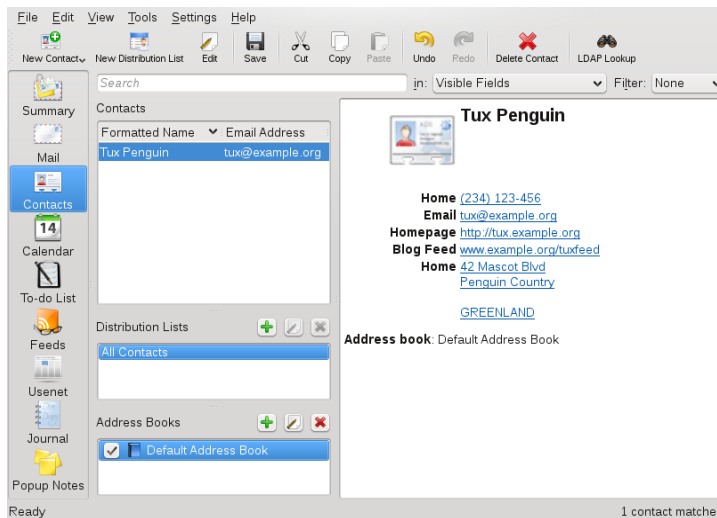 File Edit View Tools Settings Help
New Contact New Distribution List Edit Save Cut Copy Paste Undo Redo Delete Contact LDAP Lookup
Search in: Visible Fields Filter: None
Summary
Mail
Contacts
14
Calendar
To-do List
Feeds
Usenet
Journal
Popup Notes
Contacts
Formatted Name Email Address
Tux Penguin tux@example.org
Distribution Lists
All Contacts
Address Books
Default Address Book
Tux Penguin
Home (234) 123-456
Email tux@example.org
Homepage http://tux.example.org
Blog Feed www.example.org/tuxfeed
Home 42 Mascot Blvd
Penguin Country
GREENLAND
Address book: Default Address Book
Ready 1 contact matche